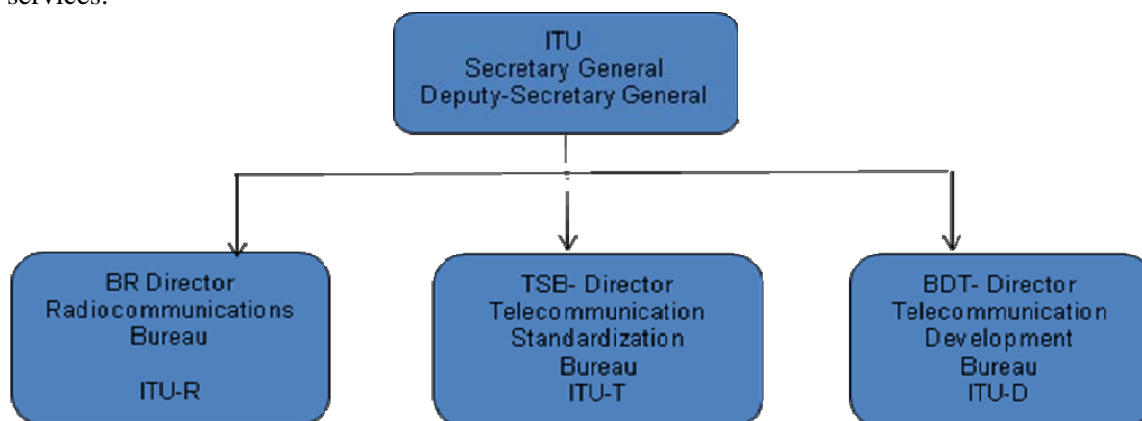 services.
ITU
Secretary General
Deputy-Secretary General
BR Director
Radiocommunications
Bureau
ITU-R
TSB- Director
Telecommunication
Standardization
Bureau
ITU-T
BDT- Director
Telecommunication
Development
Bureau
ITU-D